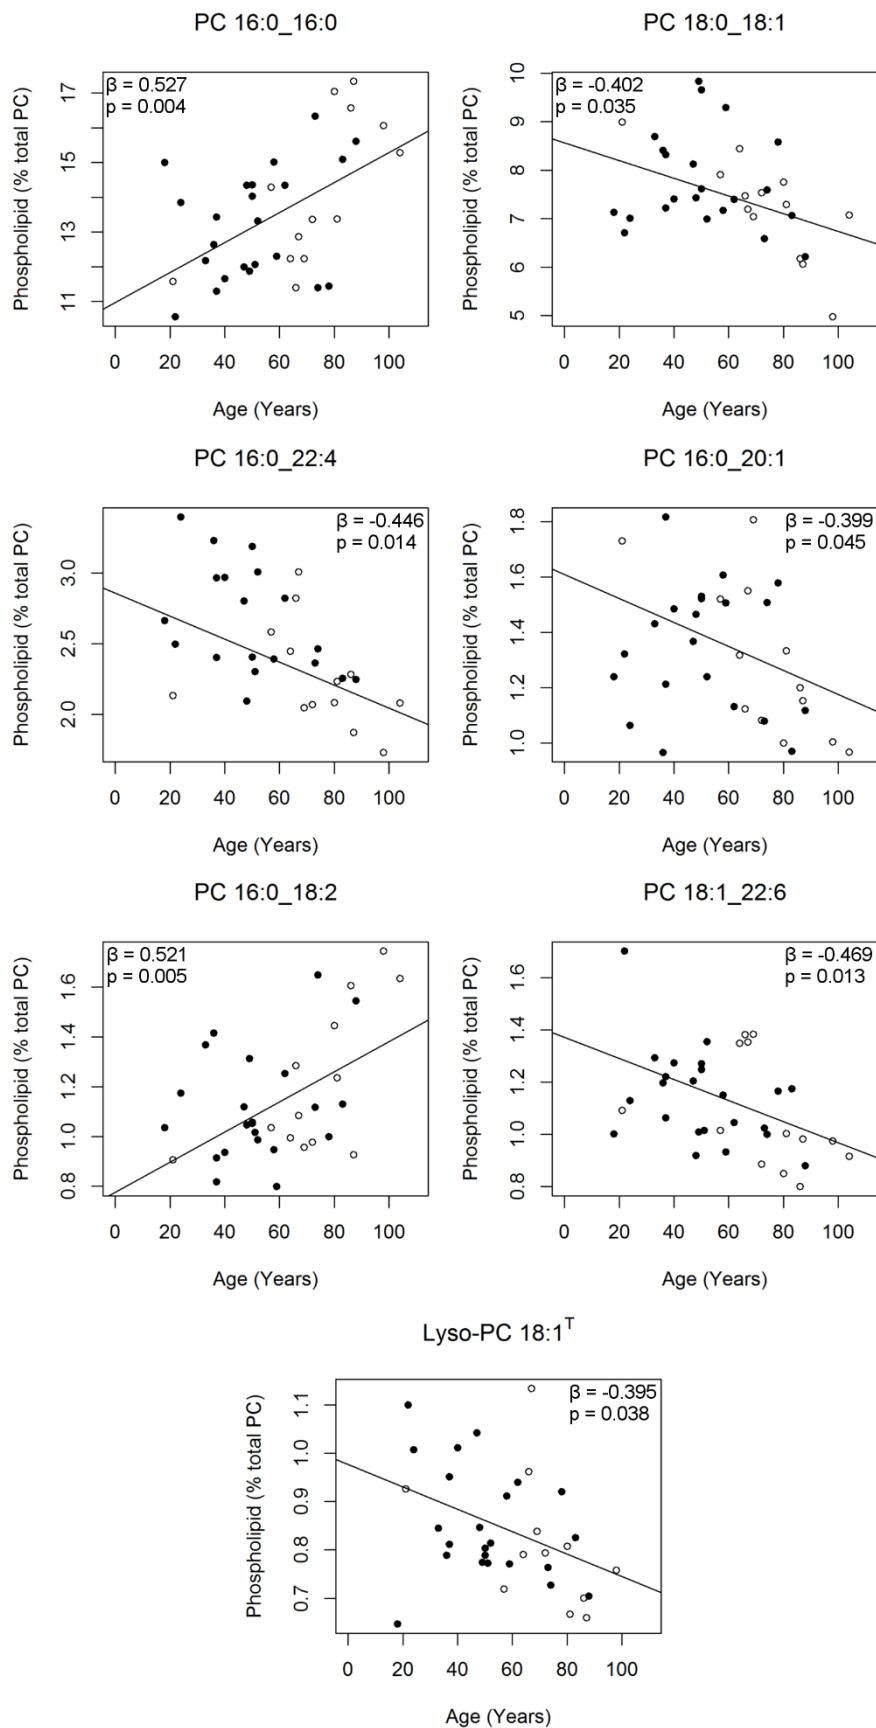 PC 16:0_16:0
β = 0.527
p = 0.004
Phospholipid (% total PC)
17
15
13
11
0 20 40 60 80 100
Age (Years)
PC 18:0_18:1
β = -0.402
p = 0.035
Phospholipid (% total PC)
10
9
8
7
6
5
0 20 40 60 80 100
Age (Years)
PC 16:0_22:4
β = -0.446
p = 0.014
Phospholipid (% total PC)
3.0
2.5
2.0
0 20 40 60 80 100
Age (Years)
PC 16:0_20:1
β = -0.399
p = 0.045
Phospholipid (% total PC)
1.8
1.6
1.4
1.2
1.0
0 20 40 60 80 100
Age (Years)
PC 16:0_18:2
β = 0.521
p = 0.005
Phospholipid (% total PC)
1.6
1.4
1.2
1.0
0.8
0 20 40 60 80 100
Age (Years)
PC 18:1_22:6
β = -0.469
p = 0.013
Phospholipid (% total PC)
1.6
1.4
1.2
1.0
0.8
0 20 40 60 80 100
Age (Years)
Lyso-PC 18:1ᵀ
β = -0.395
p = 0.038
Phospholipid (% total PC)
1.1
1.0
0.9
0.8
0.7
0 20 40 60 80 100
Age (Years)